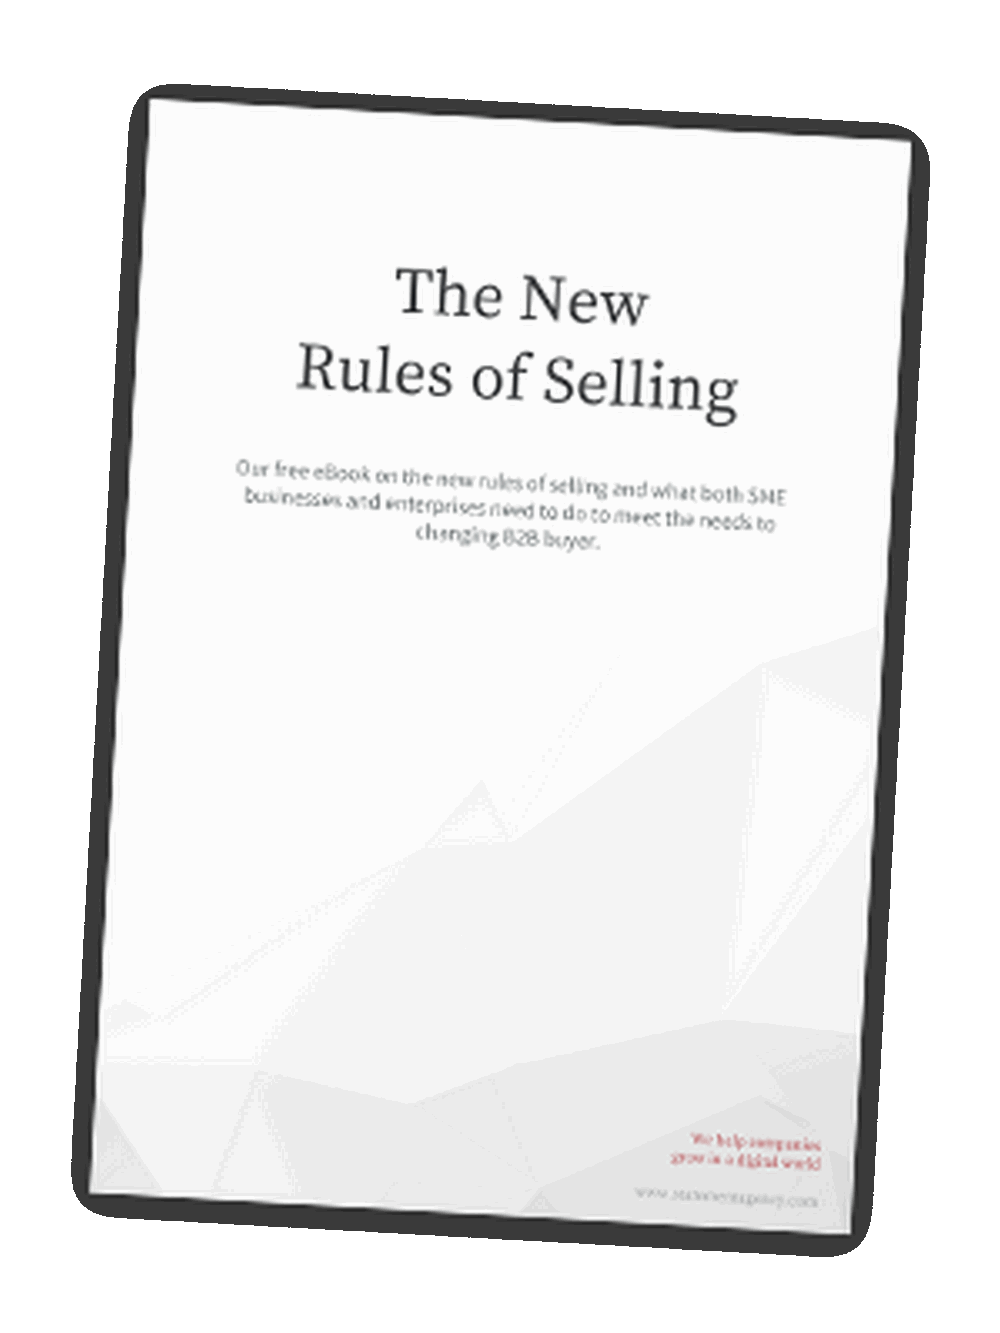 The New
Rules of Selling
Our free eBook on the new rules of selling and what both SME
businesses and enterprises need to do to meet the needs to
changing B2B buyer.
We help companies
grow in a digital world